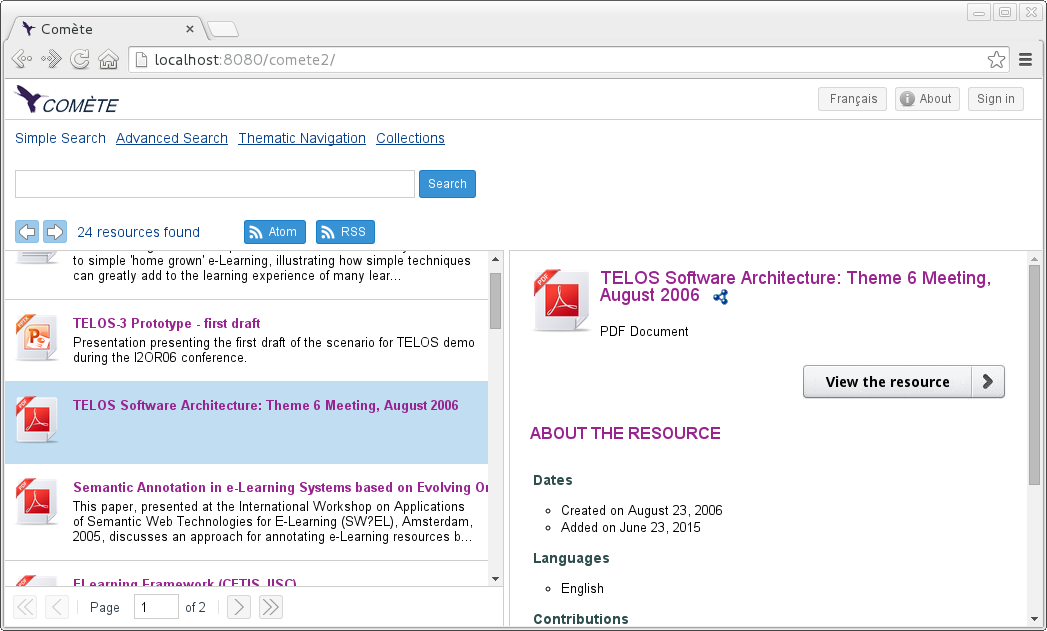 Comète
localhost:8080/comete2/
COMÈTE
Français About Sign in
Simple Search Advanced Search Thematic Navigation Collections
Search
24 resources found Atom RSS
to simple 'home grown' e-Learning, illustrating how simple techniques
can greatly add to the learning experience of many lear...
TELOS-3 Prototype - first draft
Presentation presenting the first draft of the scenario for TELOS demo
during the I2OR06 conference.
PDF
TELOS Software Architecture: Theme 6 Meeting, August 2006
PDF
Semantic Annotation in e-Learning Systems based on Evolving On
This paper, presented at the International Workshop on Applications
of Semantic Web Technologies for E-Learning (SW?EL), Amsterdam,
2005, discusses an approach for annotating e-Learning resources b...
PDF
ELearning Framework (CETIS, JISC)
Page 1 of 2
PDF
TELOS Software Architecture: Theme 6 Meeting,
August 2006
PDF Document
View the resource
ABOUT THE RESOURCE
Dates
Created on August 23, 2006
Added on June 23, 2015
Languages
English
Contributions